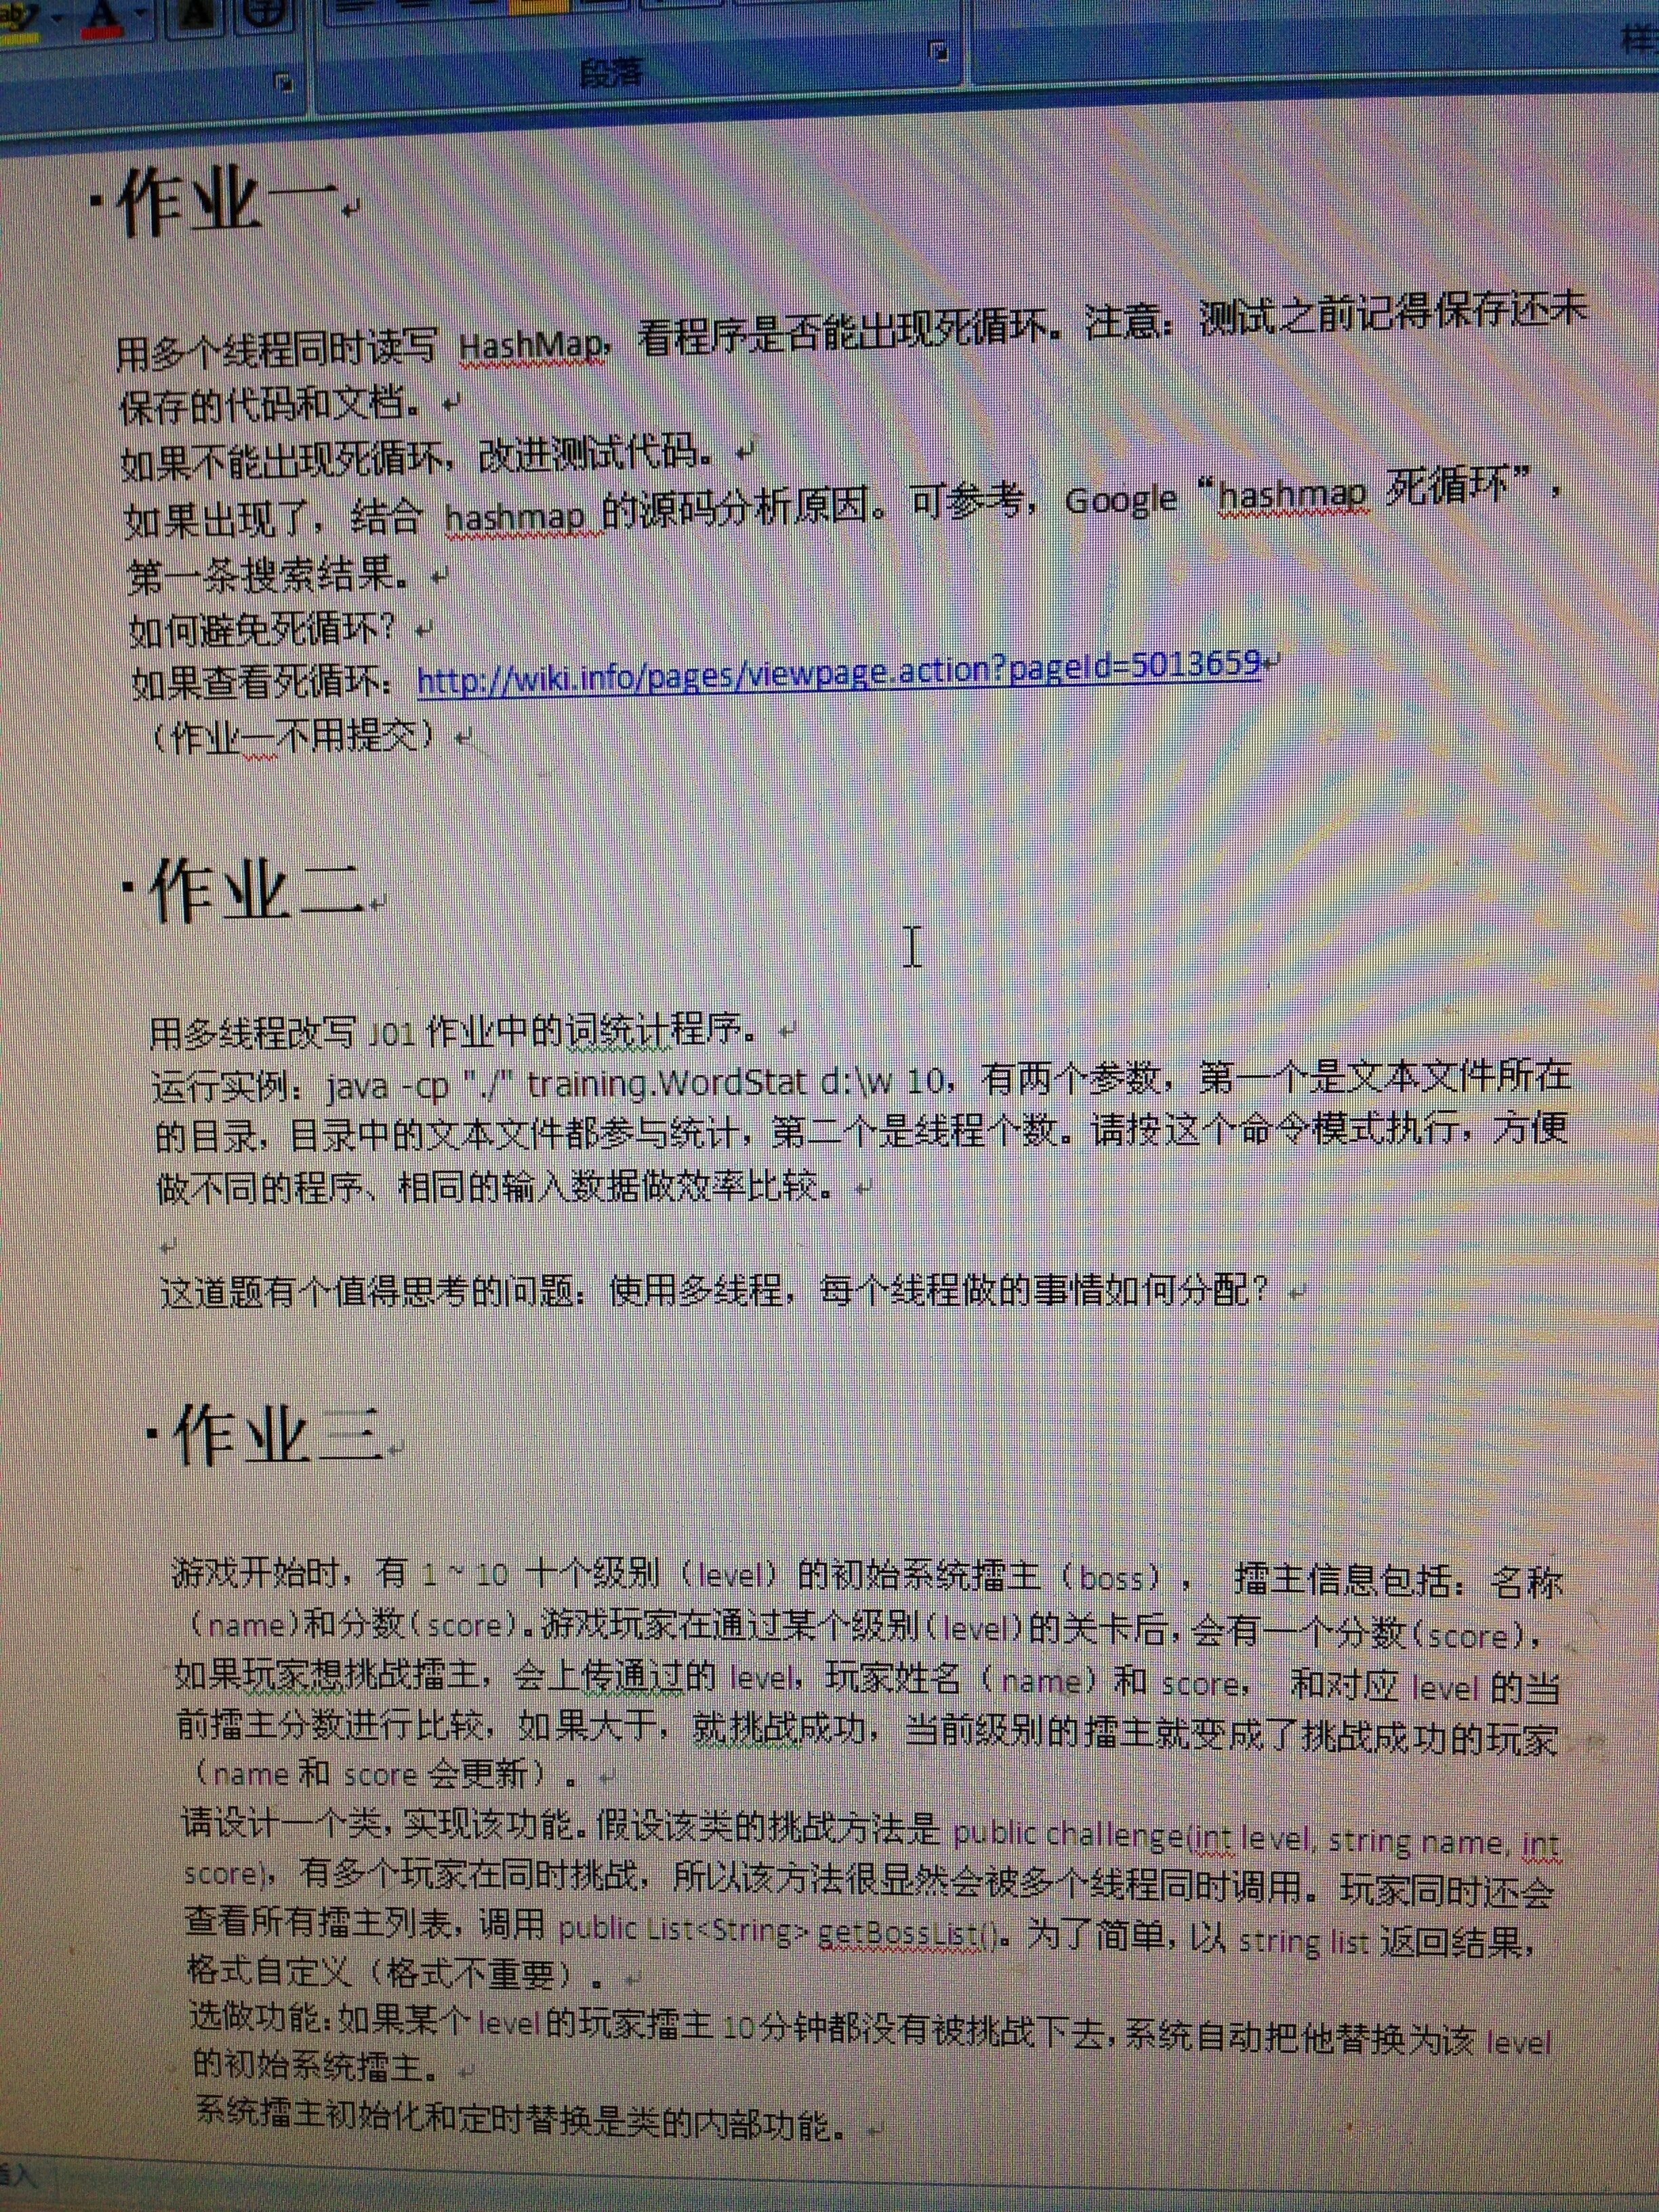 段落
作业一
用多个线程同时读写 HashMap，看程序是否能出现死循环。注意：测试之前记得保存还未
保存的代码和文档。
如果不能出现死循环，改进测试代码。
如果出现了，结合 hashmap 的源码分析原因。可参考，Google“hashmap 死循环”，
第一条搜索结果。
如何避免死循环？
如果查看死循环：http://wiki.info/pages/viewpage.action?pageId=5013659
（作业一不用提交）
作业二
用多线程改写 J01 作业中的词统计程序。
运行实例：java -cp "./" training.WordStat d:\w 10，有两个参数，第一个是文本文件所在
的目录，目录中的文本文件都参与统计，第二个是线程个数。请按这个命令模式执行，方便
做不同的程序、相同的输入数据做效率比较。
这道题有个值得思考的问题：使用多线程，每个线程做的事情如何分配？
作业三
游戏开始时，有 1 ~ 10 十个级别（level）的初始系统擂主（boss）， 擂主信息包括：名称
（name)和分数(score)。游戏玩家在通过某个级别(level)的关卡后，会有一个分数(score)，
如果玩家想挑战擂主，会上传通过的 level，玩家姓名（name）和 score， 和对应 level 的当
前擂主分数进行比较，如果大于，就挑战成功，当前级别的擂主就变成了挑战成功的玩家
（name 和 score 会更新）。
请设计一个类，实现该功能。假设该类的挑战方法是 public challenge(int level, string name, int
score)，有多个玩家在同时挑战，所以该方法很显然会被多个线程同时调用。玩家同时还会
查看所有擂主列表，调用 public List<String> getBossList()。为了简单，以 string list 返回结果，
格式自定义（格式不重要）。
选做功能：如果某个 level 的玩家擂主 10 分钟都没有被挑战下去，系统自动把他替换为该 level
的初始系统擂主。
系统擂主初始化和定时替换是类的内部功能。